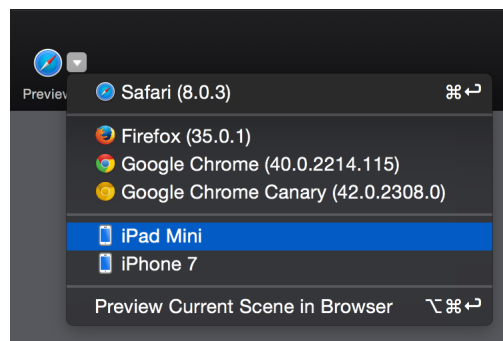 Preview
Safari (8.0.3) ⌘↩
Firefox (35.0.1)
Google Chrome (40.0.2214.115)
Google Chrome Canary (42.0.2308.0)
iPad Mini
iPhone 7
Preview Current Scene in Browser ⌥⌘↩